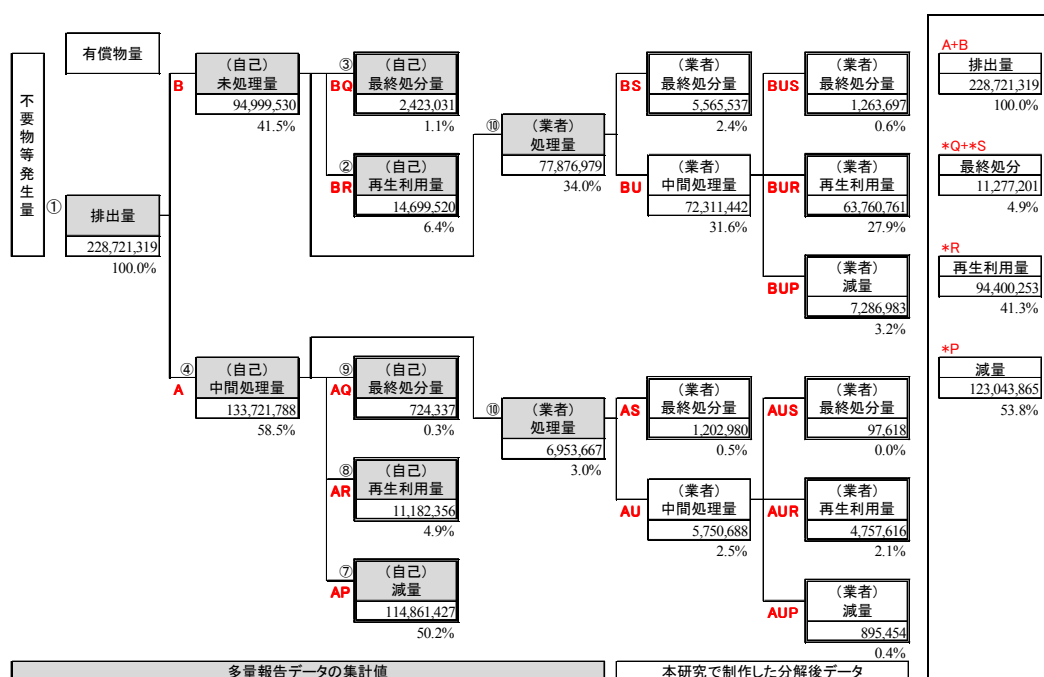 不要物等発生量
有償物量
①
排出量
228,721,319
100.0%
B
(自己)
未処理量
94,999,530
41.5%
③
BQ
(自己)
最終処分量
2,423,031
1.1%
②
BR
(自己)
再生利用量
14,699,520
6.4%
⑩
(業者)
処理量
77,876,979
34.0%
BS
(業者)
最終処分量
5,565,537
2.4%
BU
(業者)
中間処理量
72,311,442
31.6%
BUS
(業者)
最終処分量
1,263,697
0.6%
BUR
(業者)
再生利用量
63,760,761
27.9%
BUP
(業者)
減量
7,286,983
3.2%
④
A
(自己)
中間処理量
133,721,788
58.5%
⑨
AQ
(自己)
最終処分量
724,337
0.3%
⑧
AR
(自己)
再生利用量
11,182,356
4.9%
⑦
AP
(自己)
減量
114,861,427
50.2%
⑩
(業者)
処理量
6,953,667
3.0%
AS
(業者)
最終処分量
1,202,980
0.5%
AU
(業者)
中間処理量
5,750,688
2.5%
AUS
(業者)
最終処分量
97,618
0.0%
AUR
(業者)
再生利用量
4,757,616
2.1%
AUP
(業者)
減量
895,454
0.4%
A+B
排出量
228,721,319
100.0%
*Q+*S
最終処分
11,277,201
4.9%
*R
再生利用量
94,400,253
41.3%
*P
減量
123,043,865
53.8%
多量報告データの集計値
本研究で制作した分解後データ